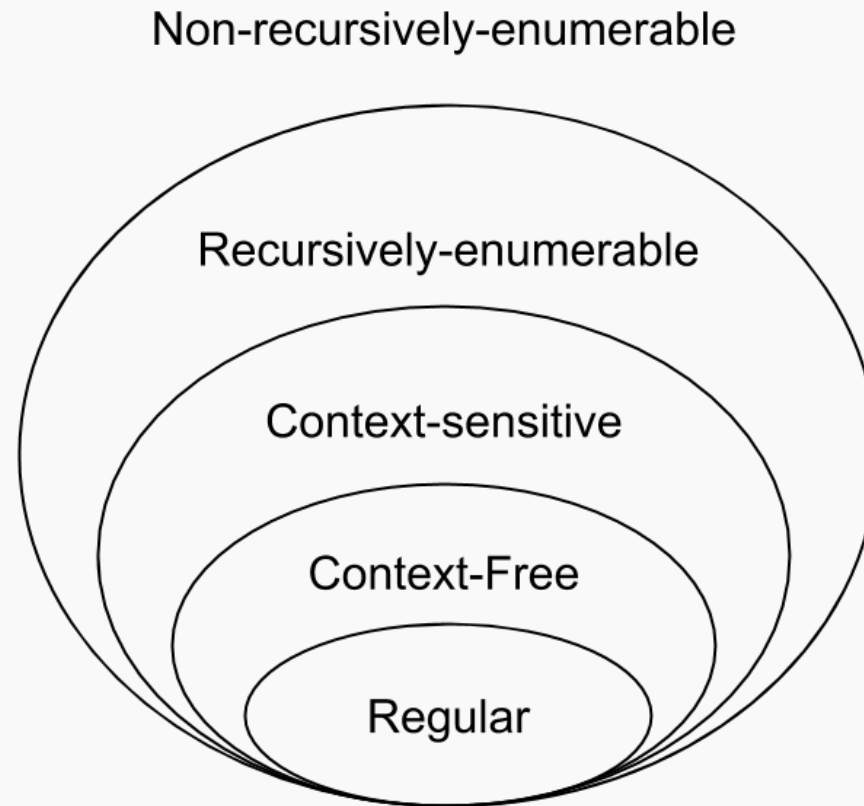 Non-recursively-enumerable
Recursively-enumerable
Context-sensitive
Context-Free
Regular